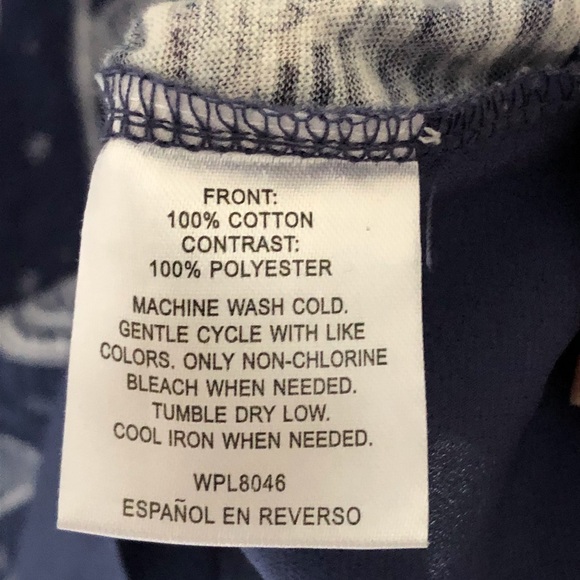 FRONT:
100% COTTON
CONTRAST:
100% POLYESTER
MACHINE WASH COLD.
GENTLE CYCLE WITH LIKE
COLORS. ONLY NON-CHLORINE
BLEACH WHEN NEEDED.
TUMBLE DRY LOW.
COOL IRON WHEN NEEDED.
WPL8046
ESPAÑOL EN REVERSO